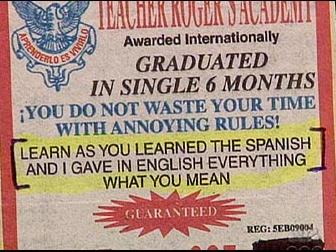 TEACHER ROGER'S ACADEMY
APRENDERLO ES VIVIRLO
Awarded Internationally
GRADUATED
IN SINGLE 6 MONTHS
¡YOU DO NOT WASTE YOUR TIME
WITH ANNOYING RULES!
LEARN AS YOU LEARNED THE SPANISH
AND I GAVE IN ENGLISH EVERYTHING
WHAT YOU MEAN
GUARANTEED
REG: 5EB09004